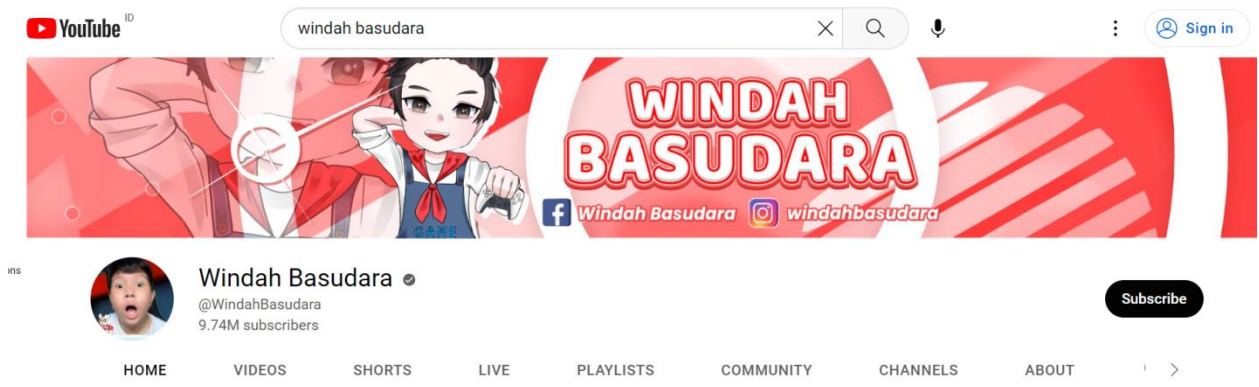 YouTube ID
windah basudara
Sign in
WINDAH
BASUDARA
Windah Basudara windahbasudara
GAME
ons
Windah Basudara
@WindahBasudara
9.74M subscribers
Subscribe
HOME VIDEOS SHORTS LIVE PLAYLISTS COMMUNITY CHANNELS ABOUT